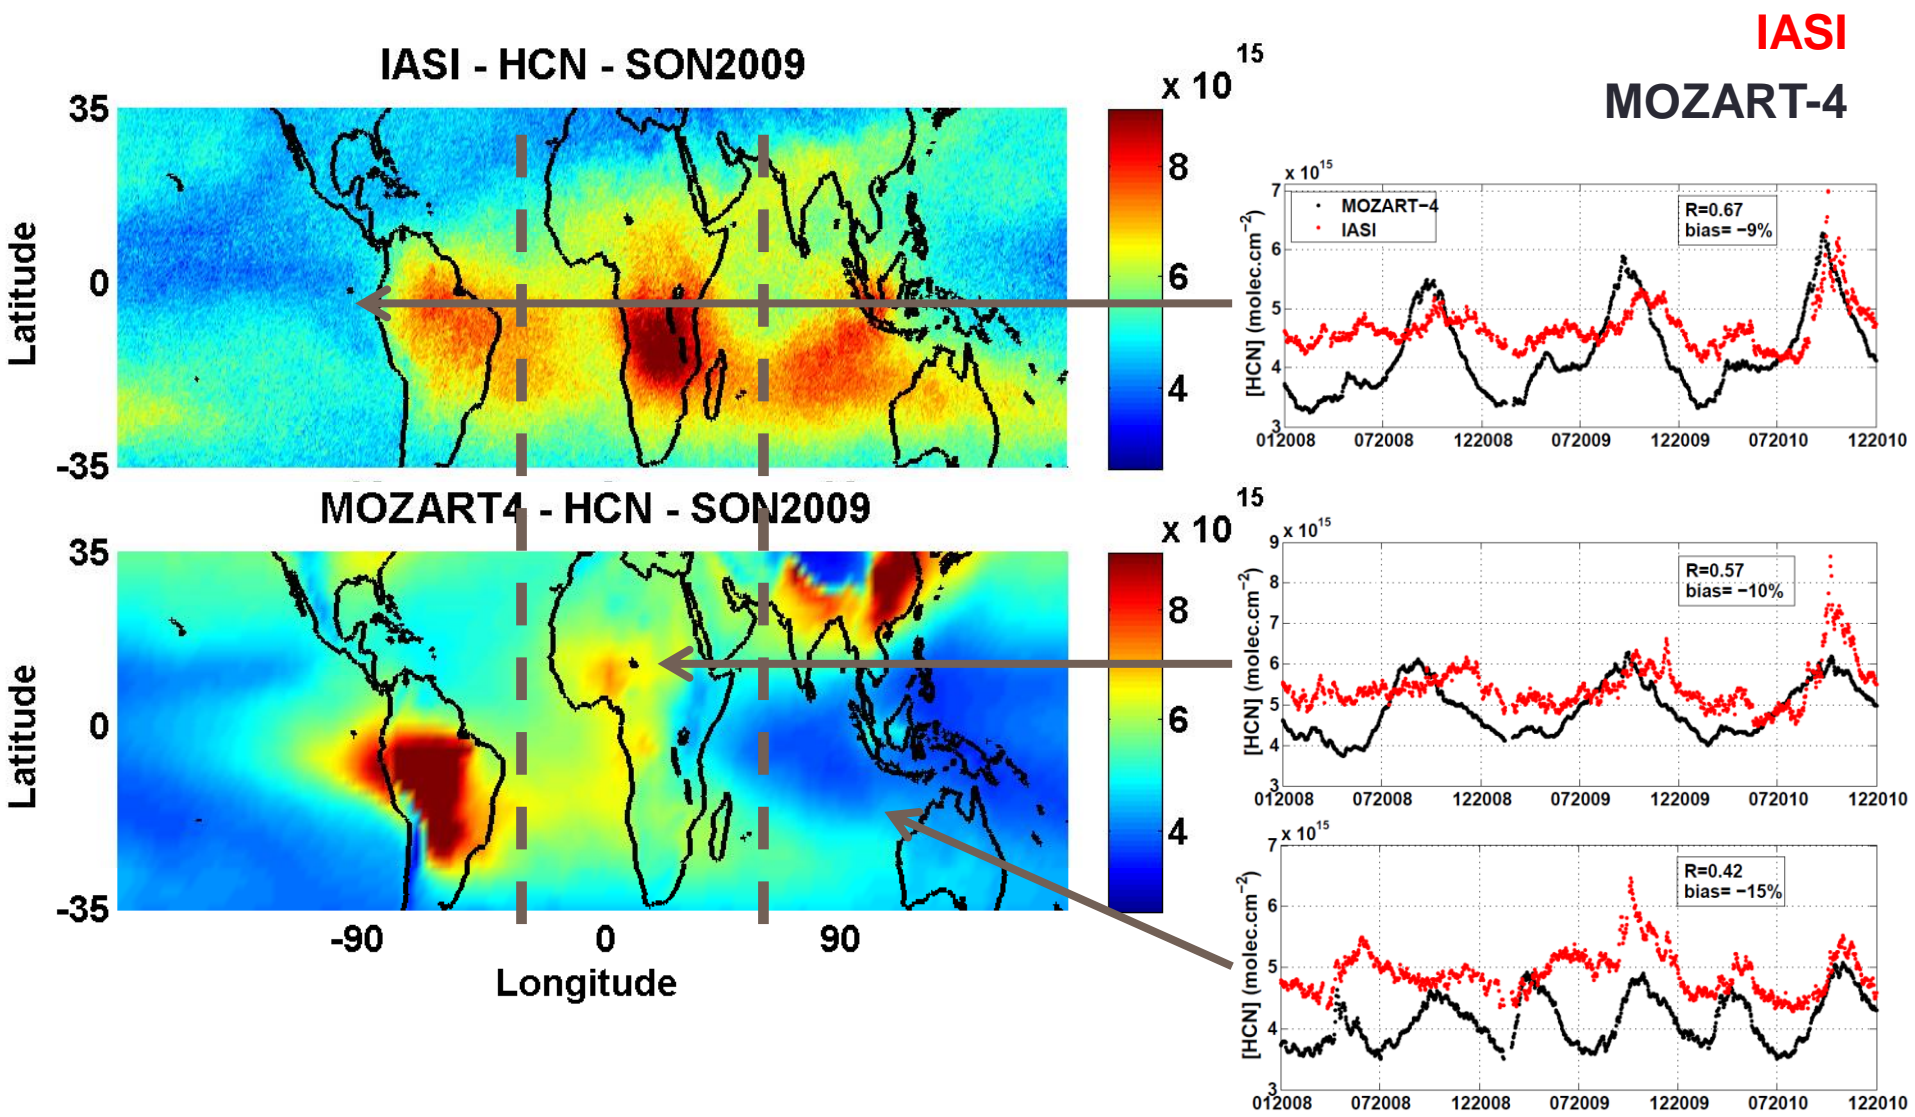 IASI
MOZART-4
IASI - HCN - SON2009
x 10 15
35
0
-35
Latitude
8
6
4
MOZART4 - HCN - SON2009
x 10 15
35
0
-35
Latitude
8
6
4
-90 0 90
Longitude
x 10 15
7
6
5
4
3
[HCN] (molec.cm−2)
MOZART−4
IASI
R=0.67
bias= −9%
012008 072008 122008 072009 122009 072010 122010
x 10 15
9
8
7
6
5
4
3
[HCN] (molec.cm−2)
R=0.57
bias= −10%
012008 072008 122008 072009 122009 072010 122010
x 10 15
7
6
5
4
3
[HCN] (molec.cm−2)
R=0.42
bias= −15%
012008 072008 122008 072009 122009 072010 122010